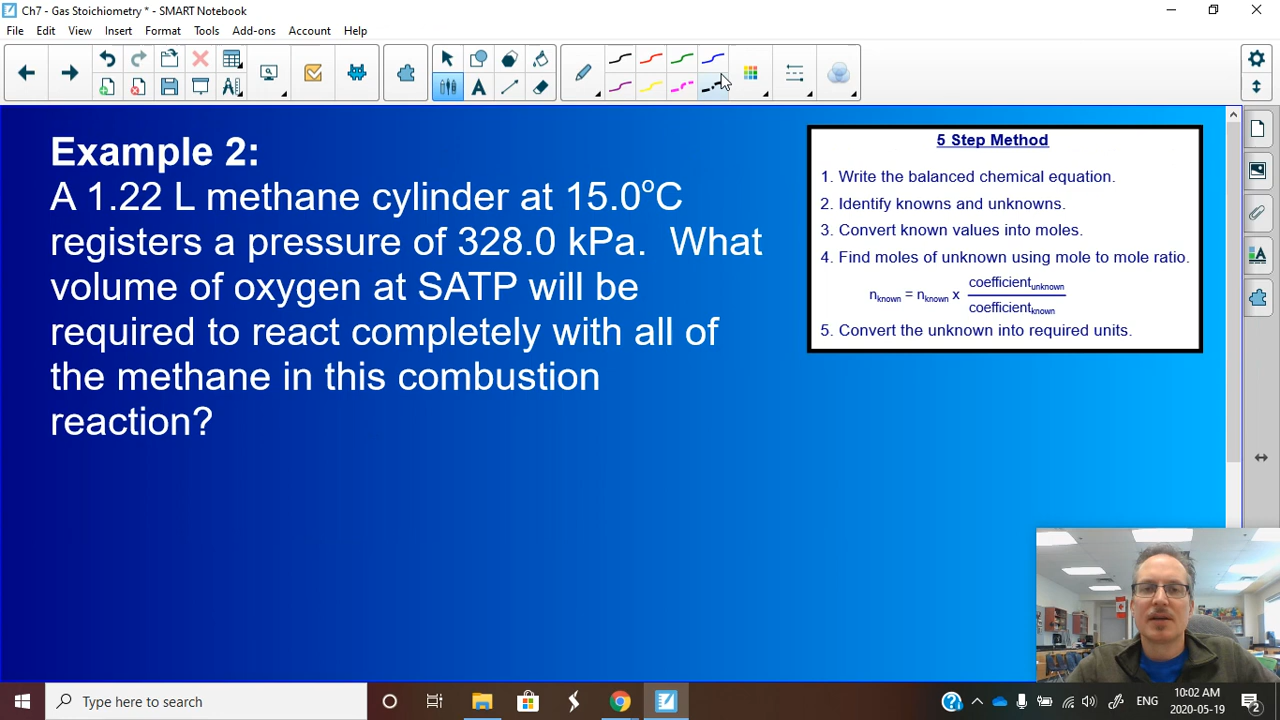 Ch7 - Gas Stoichiometry * - SMART Notebook
File Edit View Insert Format Tools Add-ons Account Help
Example 2:
A 1.22 L methane cylinder at 15.0°C
registers a pressure of 328.0 kPa. What
volume of oxygen at SATP will be
required to react completely with all of
the methane in this combustion
reaction?
5 Step Method
1. Write the balanced chemical equation.
2. Identify knowns and unknowns.
3. Convert known values into moles.
4. Find moles of unknown using mole to mole ratio.
n_known = n_known x coefficient_unknown
coefficient_known
5. Convert the unknown into required units.
Type here to search
ENG
10:02 AM
2020-05-19
2